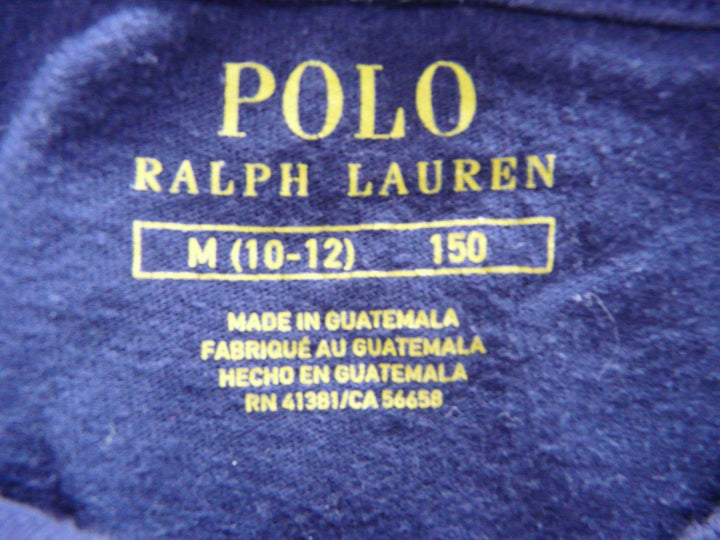 POLO
RALPH LAUREN
M (10-12) 150
MADE IN GUATEMALA
FABRIQUÉ AU GUATEMALA
HECHO EN GUATEMALA
RN 41381/CA 56658